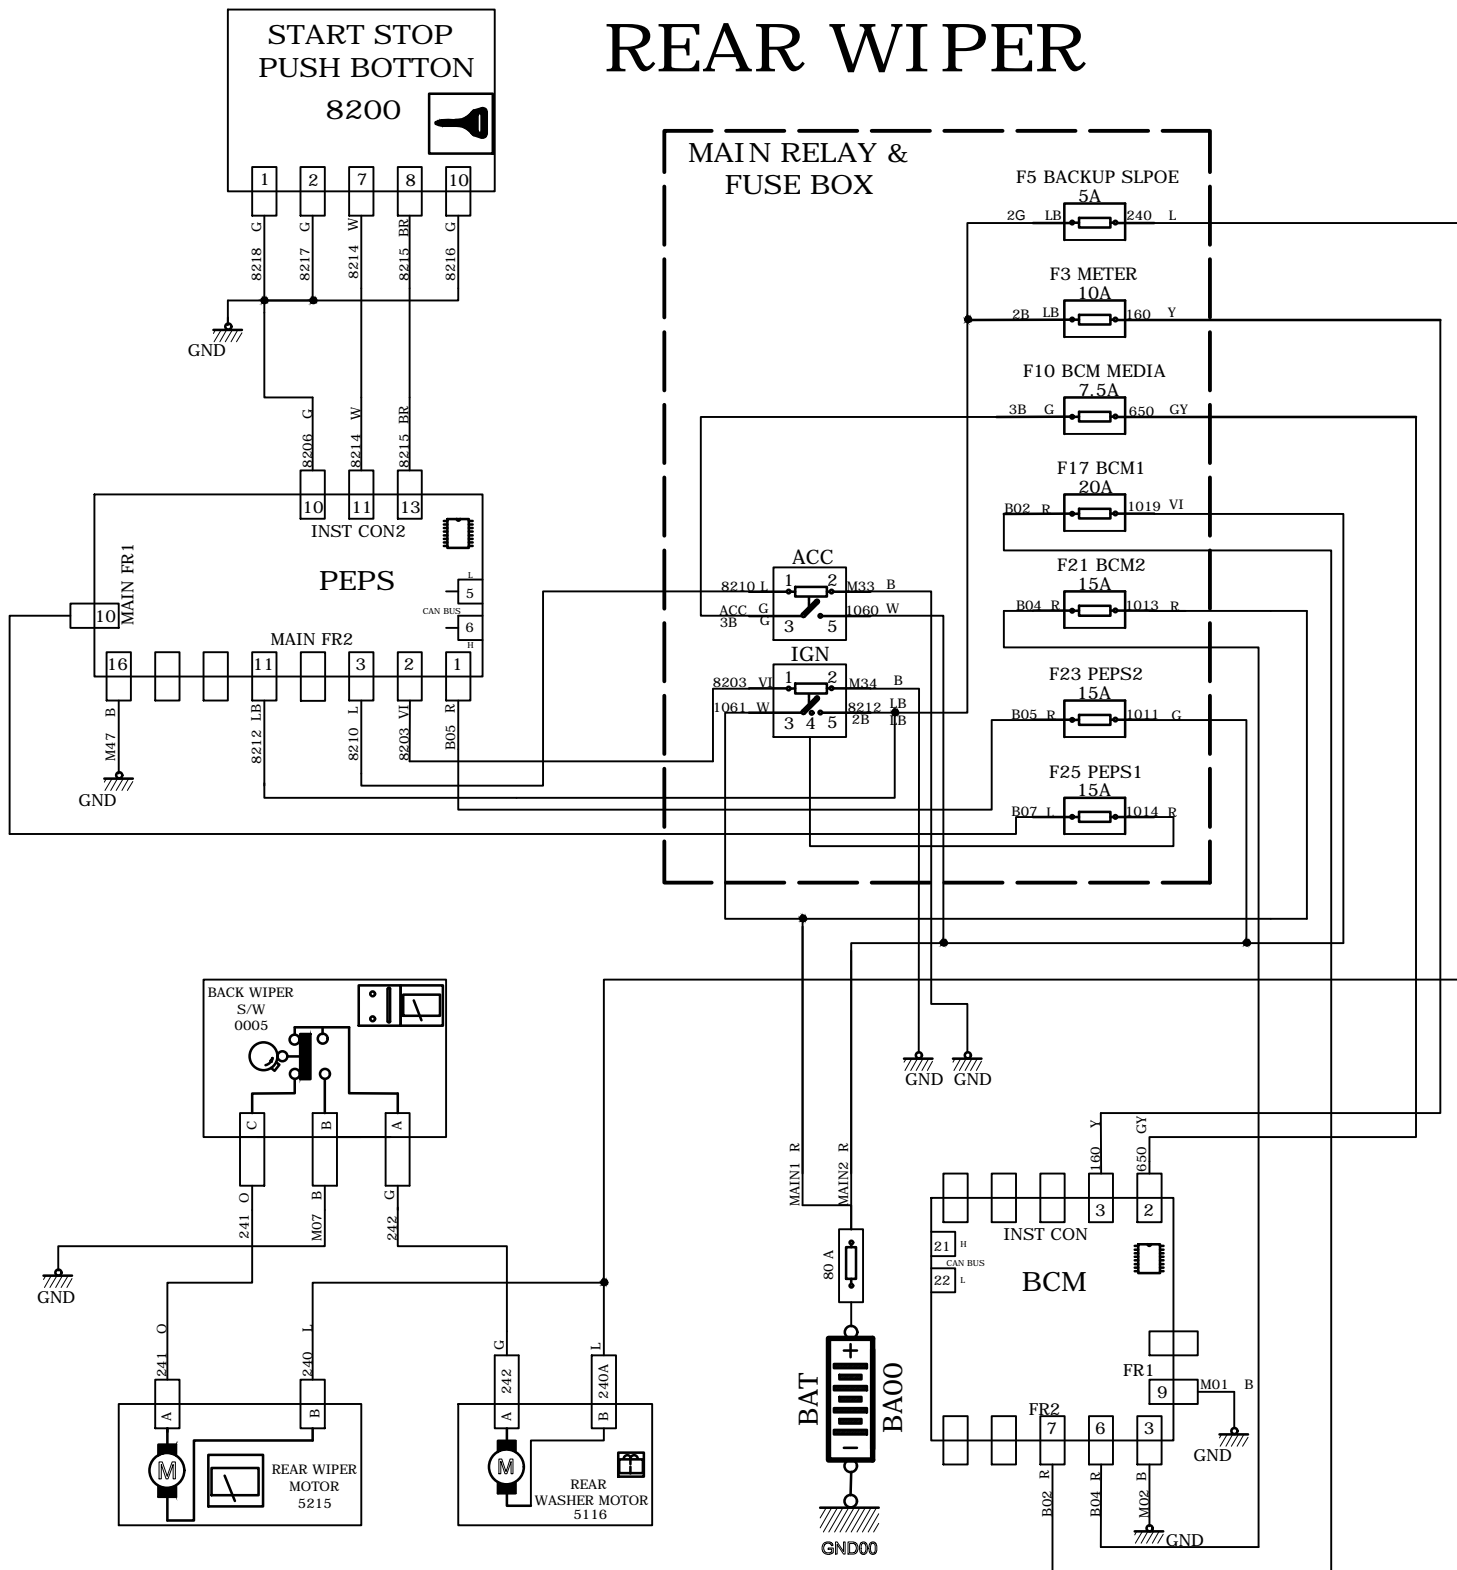 START STOP
PUSH BOTTON
8200
REAR WIPER
1 2 7 8 10
8218 G
8217 G
8214 W
8215 BR
8216 G
GND
MAIN RELAY &
FUSE BOX
F5 BACKUP SLPOE
5A
2G LB 240 L
F3 METER
10A
2B LB 160 Y
F10 BCM MEDIA
7.5A
3B G 650 GY
F17 BCM1
20A
B02 R 1019 VI
F21 BCM2
15A
B04 R 1013 R
F23 PEPS2
15A
B05 R 1011 G
F25 PEPS1
15A
B07 L 1014 R
ACC
8210 L 1 2 M33 B
ACC G 1060 W
3B G 3 5
IGN
8203 VI 1 2 M34 B
1061 W 8212 LB
3 4 5 2B LB
8206 G
8214 W
8215 BR
10 11 13
INST CON2
PEPS
MAIN FR1
10
L
5
CAN BUS
6
H
MAIN FR2
16 11 3 2 1
M47 B
8212 LB
8210 L
8203 VI
B05 R
GND
BACK WIPER
S/W
0005
C B A
241 O
M07 B
242 G
GND
241 O
240 L
A B
M
REAR WIPER
MOTOR
5215
G
242
L
240A
A B
M
REAR
WASHER MOTOR
5116
GND GND
MAIN1 R
MAIN2 R
80 A
+
BAT
BA00
−
GND00
160 Y
650 GY
3 2
INST CON
21 H
CAN BUS
22 L
BCM
FR1
9
M01 B
GND
FR2
7 6 3
B02 R
B04 R
M02 B
GND